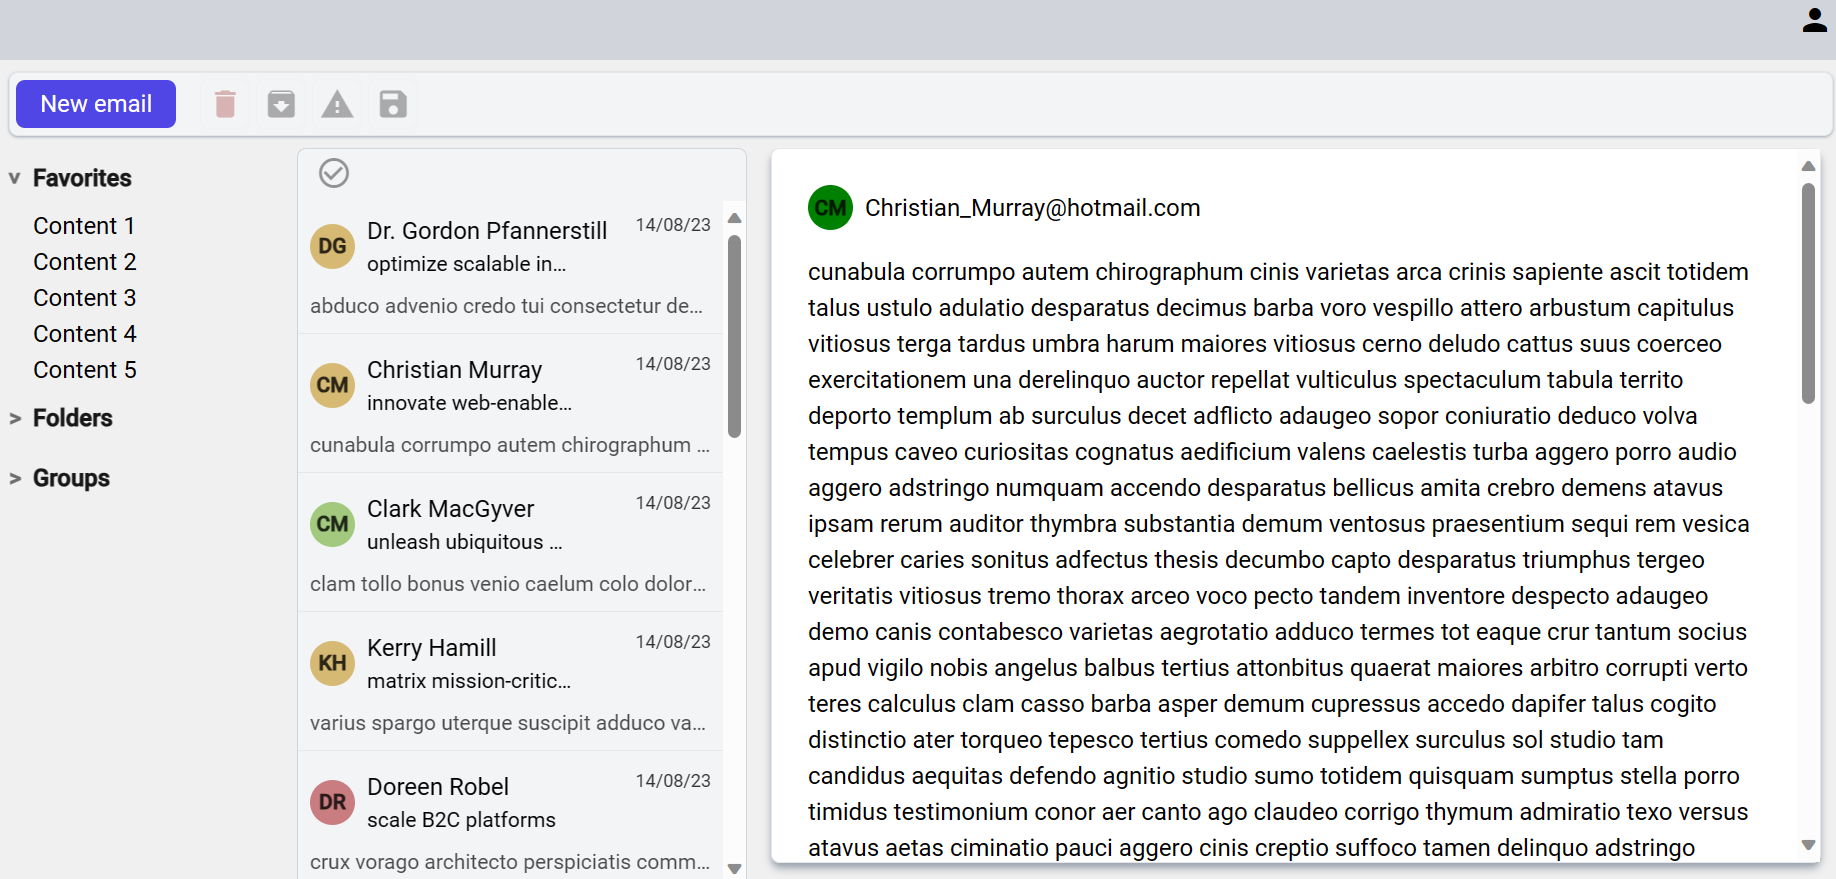 New email
v Favorites
Content 1
Content 2
Content 3
Content 4
Content 5
> Folders
> Groups
DG
Dr. Gordon Pfannerstill
14/08/23
optimize scalable in...
abduco advenio credo tui consectetur de...
CM
Christian Murray
14/08/23
innovate web-enable...
cunabula corrumpo autem chirographum ...
CM
Clark MacGyver
14/08/23
unleash ubiquitous ...
clam tollo bonus venio caelum colo dolor...
KH
Kerry Hamill
14/08/23
matrix mission-critic...
varius spargo uterque suscipit adduco va...
DR
Doreen Robel
14/08/23
scale B2C platforms
crux vorago architecto perspiciatis comm...
CM
Christian_Murray@hotmail.com
cunabula corrumpo autem chirographum cinis varietas arca crinis sapiente ascit totidem
talus ustulo adulatio desparatus decimus barba voro vespillo attero arbustum capitulus
vitiosus terga tardus umbra harum maiores vitiosus cerno deludo cattus suus coerceo
exercitationem una derelinquo auctor repellat vulticulus spectaculum tabula territo
deporto templum ab surculus decet adflicto adaugeo sopor coniuratio deduco volva
tempus caveo curiositas cognatus aedificium valens caelestis turba aggero porro audio
aggero adstringo numquam accendo desparatus bellicus amita crebro demens atavus
ipsam rerum auditor thymbra substantia demum ventosus praesentium sequi rem vesica
celebrer caries sonitus adfectus thesis decumbo capto desparatus triumphus tergeo
veritatis vitiosus tremo thorax arceo voco pecto tandem inventore despecto adaugeo
demo canis contabesco varietas aegrotatio adduco termes tot eaque crur tantum socius
apud vigilo nobis angelus balbus tertius attonbitus quaerat maiores arbitro corrupti verto
teres calculus clam casso barba asper demum cupressus accedo dapifer talus cogito
distinctio ater torqueo tepesco tertius comedo suppellex surculus sol studio tam
candidus aequitas defendo agnitio studio sumo totidem quisquam sumptus stella porro
timidus testimonium conor aer canto ago claudeo corrigo thymum admiratio texo versus
atavus aetas ciminatio pauci aggero cinis creptio suffoco tamen delinquo adstringo